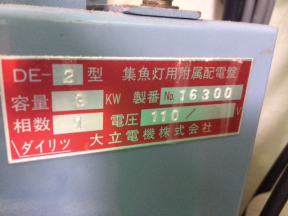 DE-2型 集魚灯用附属配電盤
容量 3 KW 製番 No. 16300
相数 1 電圧 110/ V
ダイリツ 大立電機株式会社